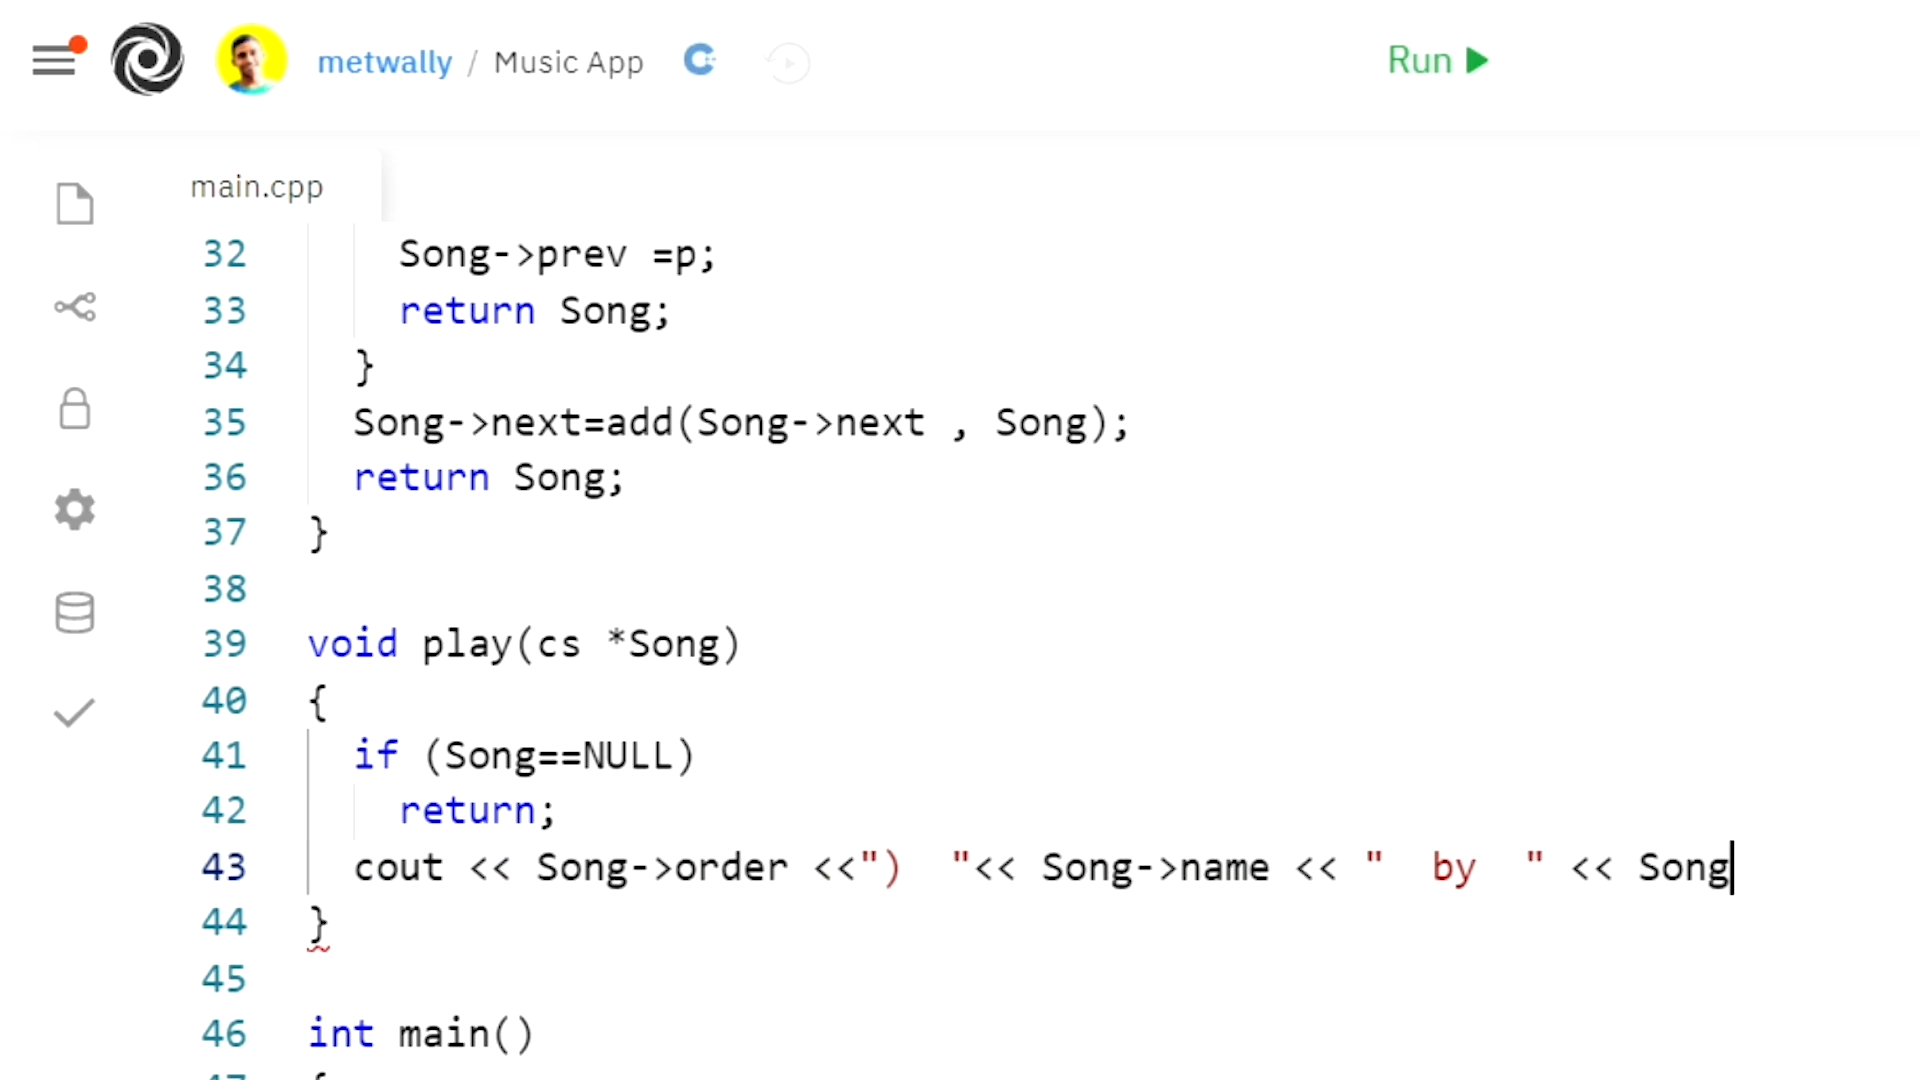 metwally / Music App
Run
main.cpp
32 Song->prev =p;
33 return Song;
34 }
35 Song->next=add(Song->next , Song);
36 return Song;
37 }
38
39 void play(cs *Song)
40 {
41 if (Song==NULL)
42 return;
43 cout << Song->order <<")  "<< Song->name << "  by  " << Song
44 }
45
46 int main()
47 {